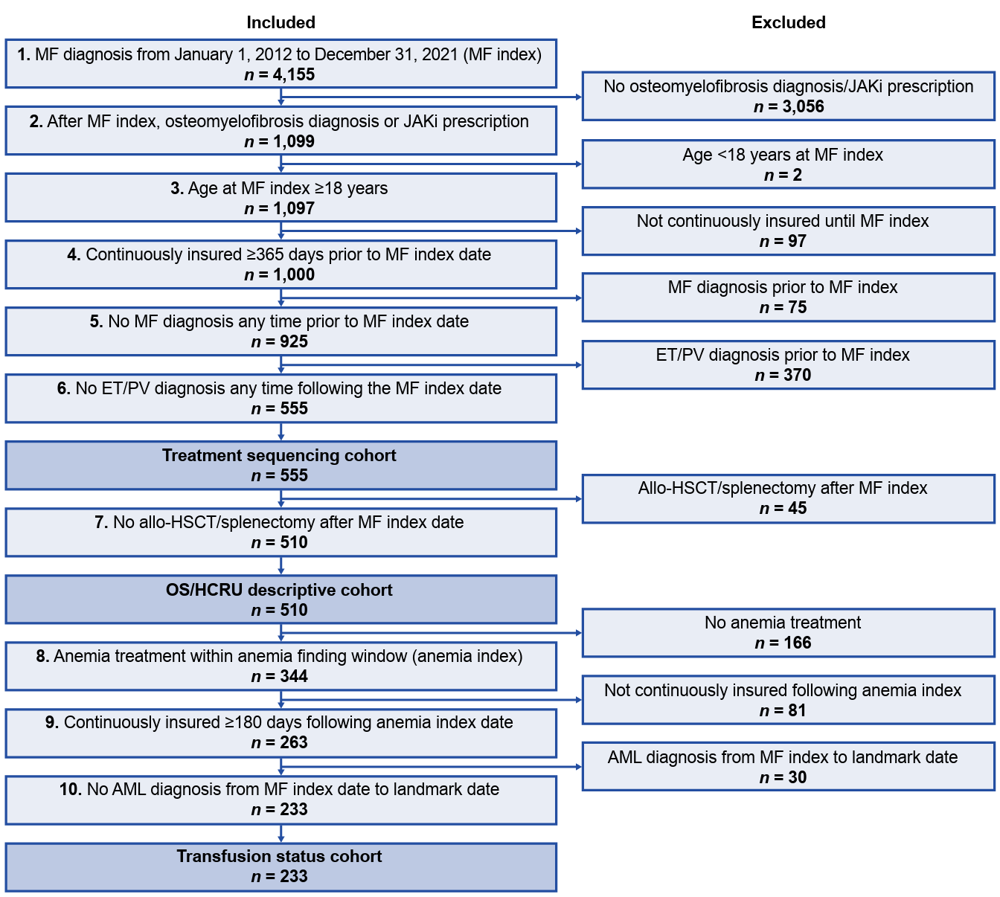 Included
Excluded
1. MF diagnosis from January 1, 2012 to December 31, 2021 (MF index)
n = 4,155
No osteomyelofibrosis diagnosis/JAKi prescription
n = 3,056
2. After MF index, osteomyelofibrosis diagnosis or JAKi prescription
n = 1,099
Age <18 years at MF index
n = 2
3. Age at MF index ≥18 years
n = 1,097
Not continuously insured until MF index
n = 97
4. Continuously insured ≥365 days prior to MF index date
n = 1,000
MF diagnosis prior to MF index
n = 75
5. No MF diagnosis any time prior to MF index date
n = 925
ET/PV diagnosis prior to MF index
n = 370
6. No ET/PV diagnosis any time following the MF index date
n = 555
Treatment sequencing cohort
n = 555
Allo-HSCT/splenectomy after MF index
n = 45
7. No allo-HSCT/splenectomy after MF index date
n = 510
OS/HCRU descriptive cohort
n = 510
No anemia treatment
n = 166
8. Anemia treatment within anemia finding window (anemia index)
n = 344
Not continuously insured following anemia index
n = 81
9. Continuously insured ≥180 days following anemia index date
n = 263
AML diagnosis from MF index to landmark date
n = 30
10. No AML diagnosis from MF index date to landmark date
n = 233
Transfusion status cohort
n = 233